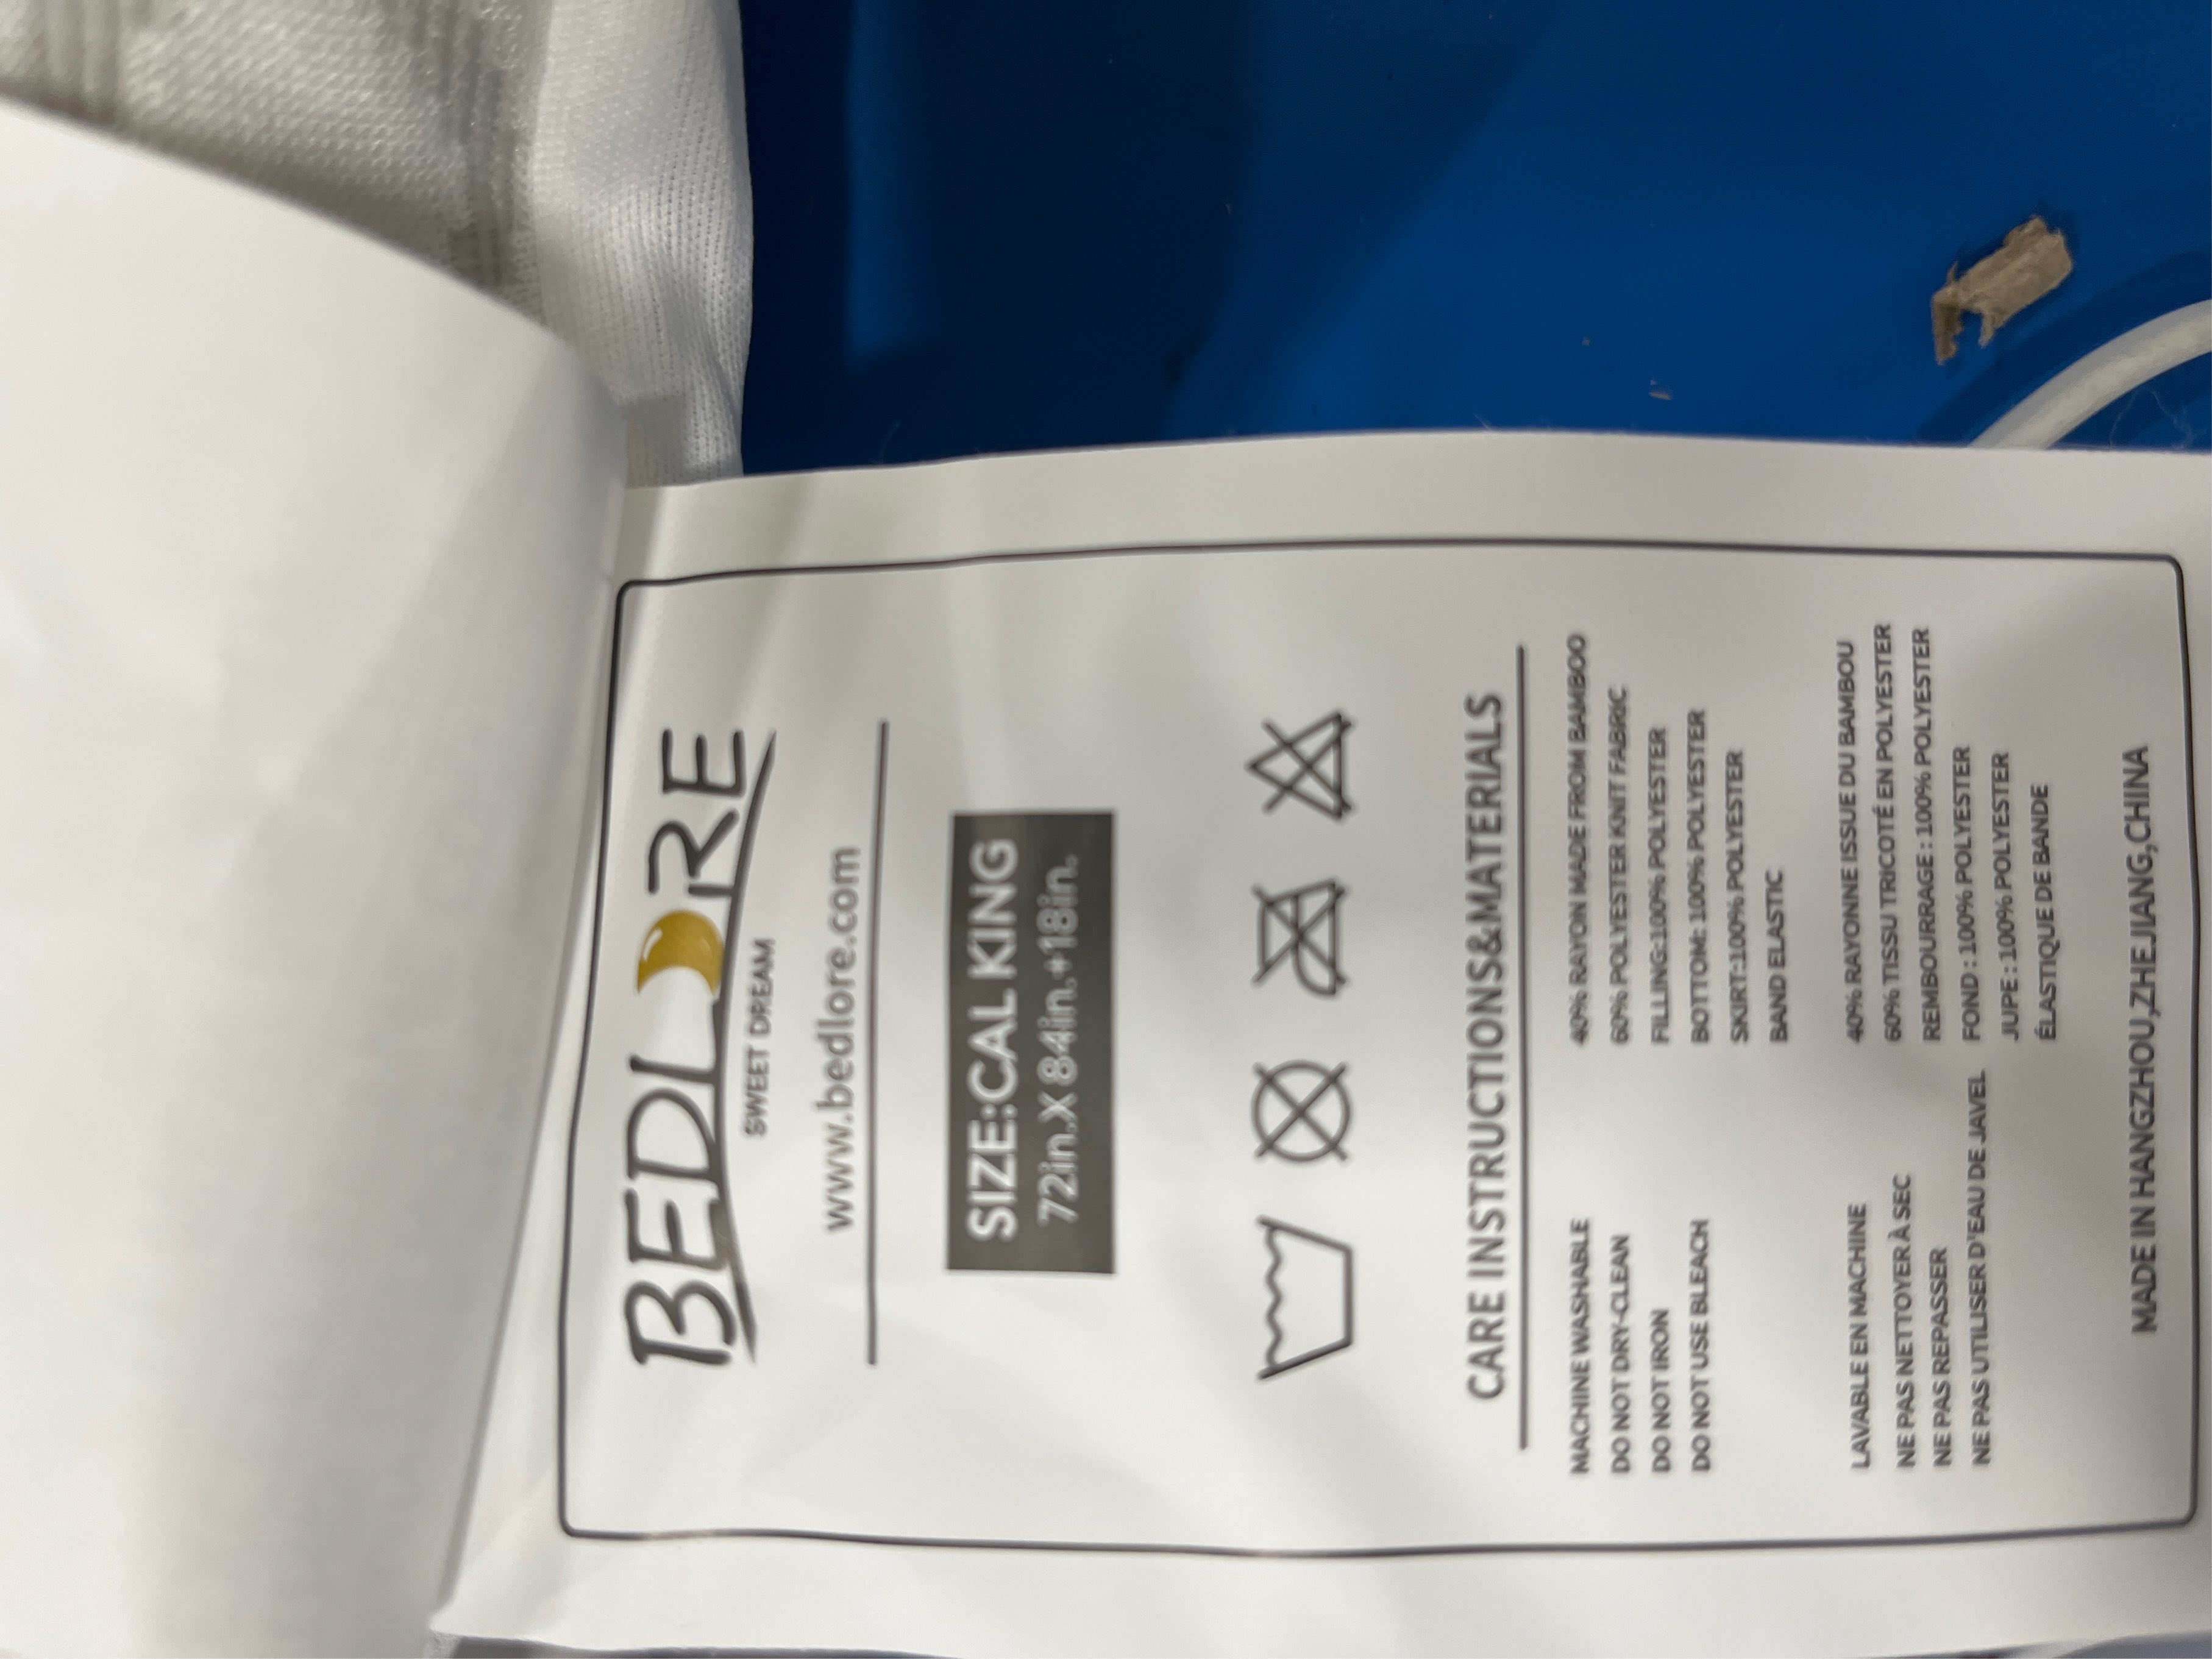 BEDLORE
SWEET DREAM
www.bedlore.com
SIZE:CAL KING
72in.X 84in.+18in.
CARE INSTRUCTIONS&MATERIALS
MACHINE WASHABLE
DO NOT DRY-CLEAN
DO NOT IRON
DO NOT USE BLEACH
40% RAYON MADE FROM BAMBOO
60% POLYESTER KNIT FABRIC
FILLING:100% POLYESTER
BOTTOM: 100% POLYESTER
SKIRT:100% POLYESTER
BAND ELASTIC
LAVABLE EN MACHINE
NE PAS NETTOYER À SEC
NE PAS REPASSER
NE PAS UTILISER D'EAU DE JAVEL
40% RAYONNE ISSUE DU BAMBOU
60% TISSU TRICOTÉ EN POLYESTER
REMBOURRAGE : 100% POLYESTER
FOND : 100% POLYESTER
JUPE : 100% POLYESTER
ÉLASTIQUE DE BANDE
MADE IN HANGZHOU,ZHEJIANG,CHINA